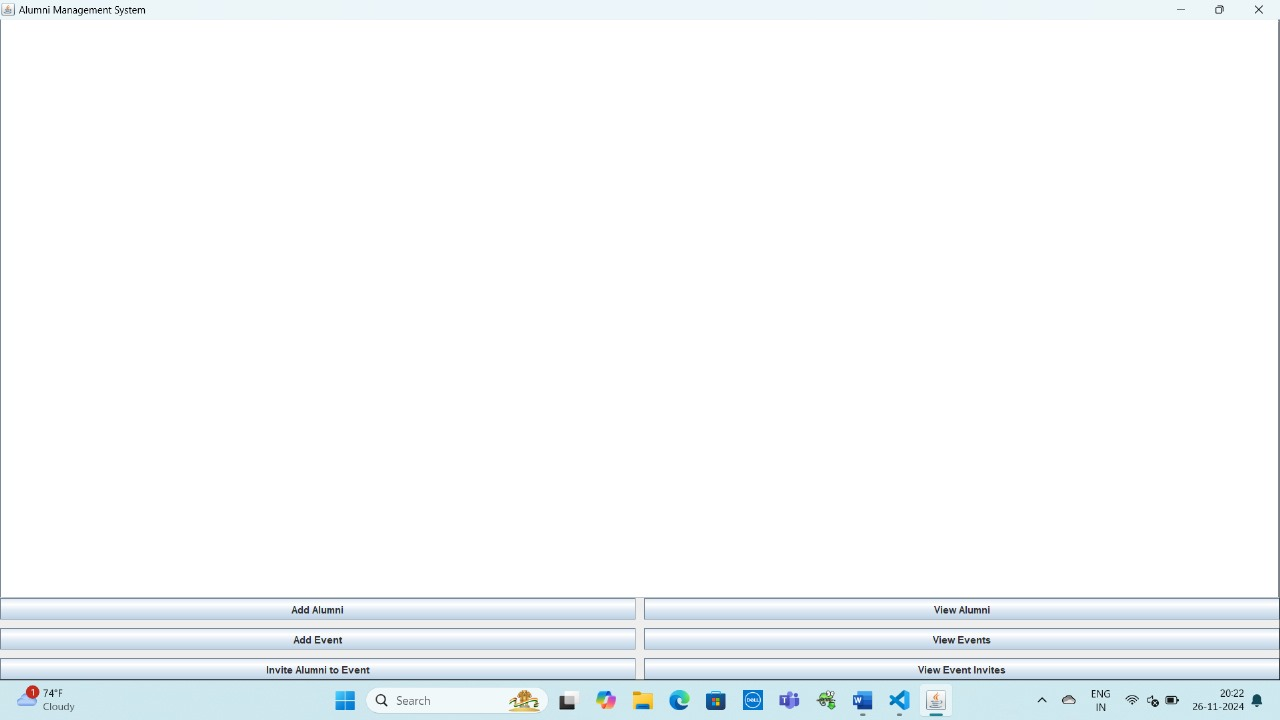 Alumni Management System
Add Alumni
View Alumni
Add Event
View Events
Invite Alumni to Event
View Event Invites
1
74°F
Cloudy
Search
DELL
W
ENG
IN
20:22
26-11-2024